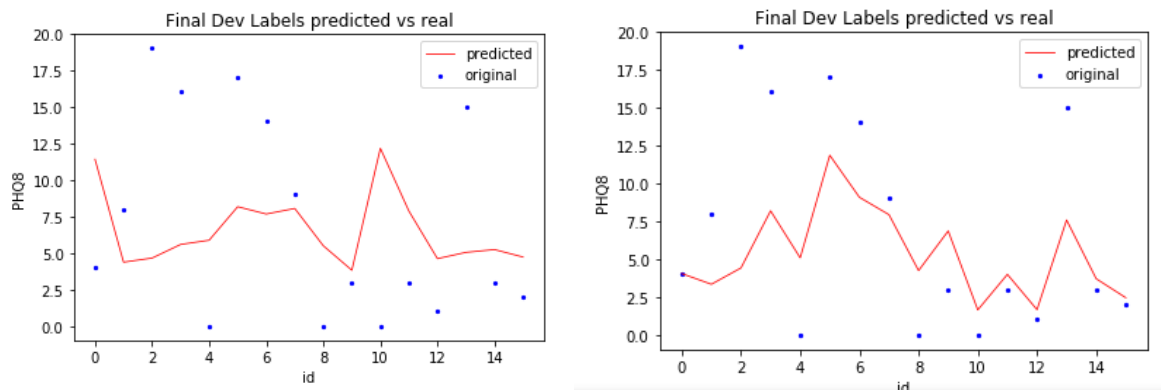 Final Dev Labels predicted vs real
20.0
17.5
15.0
12.5
10.0
7.5
5.0
2.5
0.0
PHQ8
predicted
original
0 2 4 6 8 10 12 14
id
Final Dev Labels predicted vs real
20.0
17.5
15.0
12.5
10.0
7.5
5.0
2.5
0.0
PHQ8
predicted
original
0 2 4 6 8 10 12 14
id